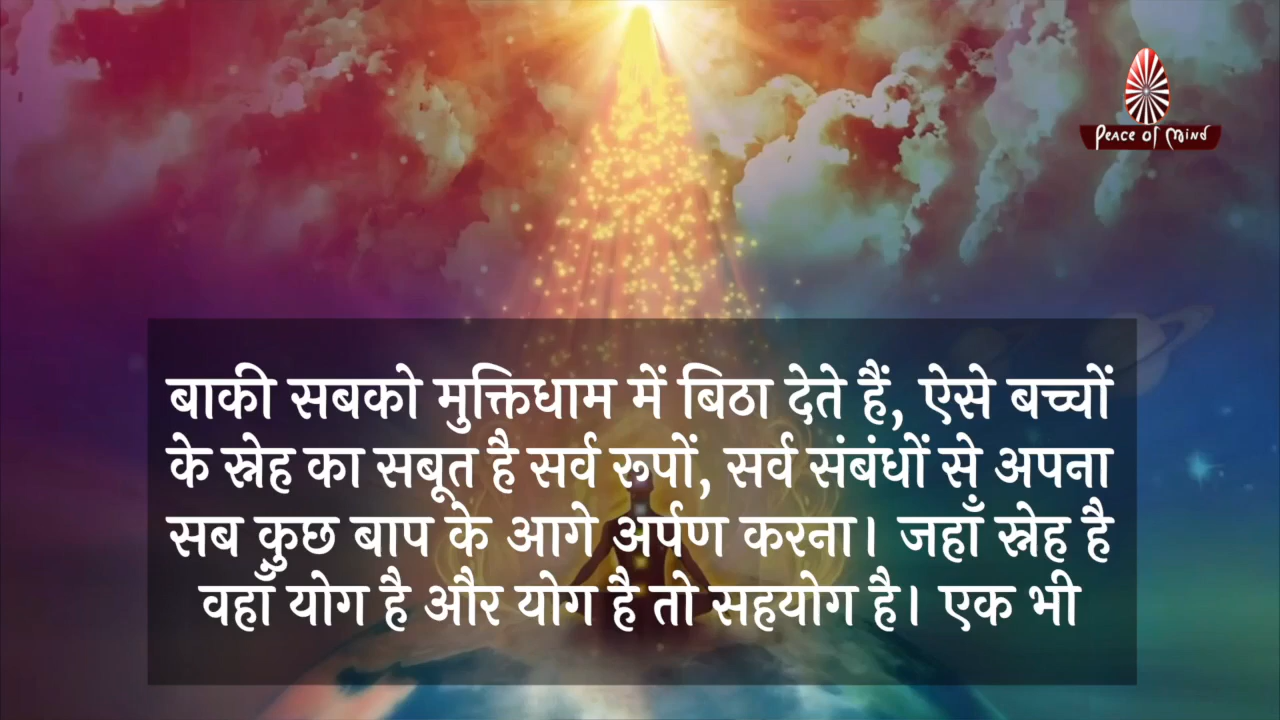 Peace of Mind
बाकी सबको मुक्तिधाम में बिठा देते हैं, ऐसे बच्चों
के स्नेह का सबूत है सर्व रूपों, सर्व संबंधों से अपना
सब कुछ बाप के आगे अर्पण करना। जहाँ स्नेह है
वहाँ योग है और योग है तो सहयोग है। एक भी